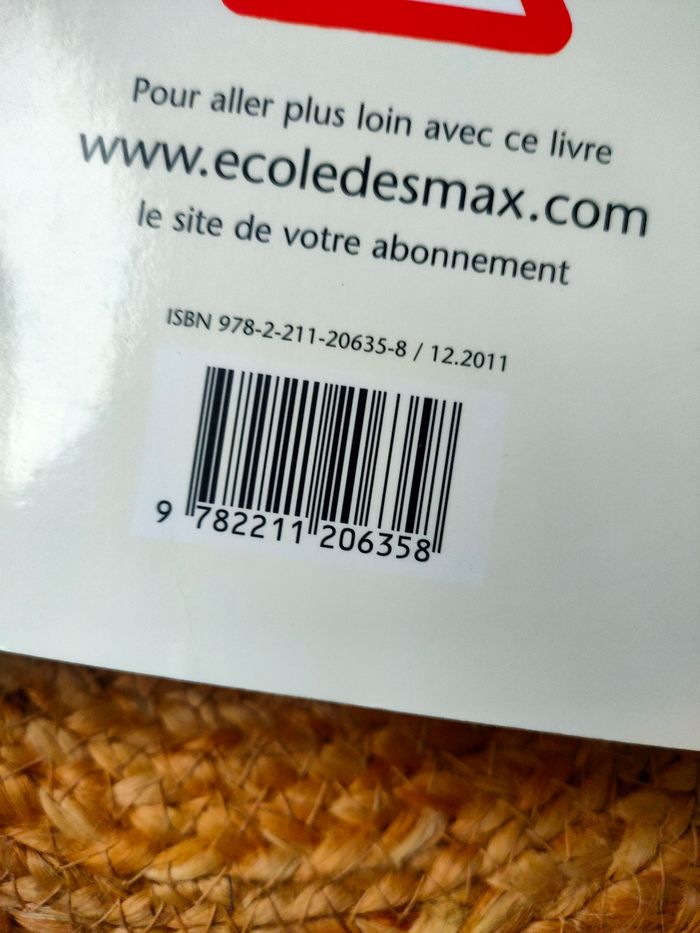 Pour aller plus loin avec ce livre
www.ecoledesmax.com
le site de votre abonnement
ISBN 978-2-211-20635-8 / 12.2011
9 782211 206358